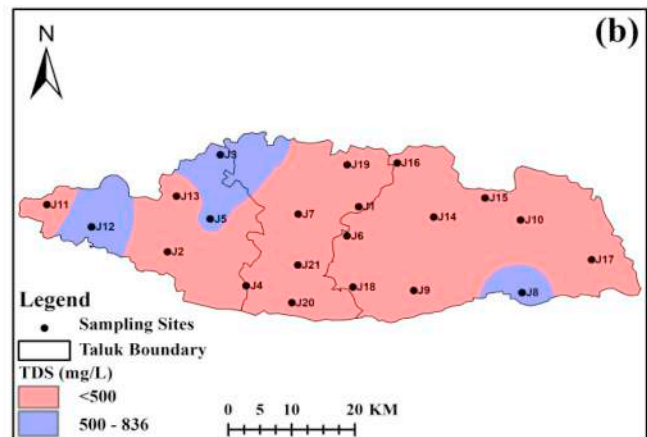 N
(b)
J3
J19
J16
J11
J13
J15
J1
J12
J5
J7
J14
J10
J6
J2
J21
J17
J4
J18
J9
J8
J20
Legend
Sampling Sites
Taluk Boundary
TDS (mg/L)
<500
500 - 836
0 5 10 20 KM